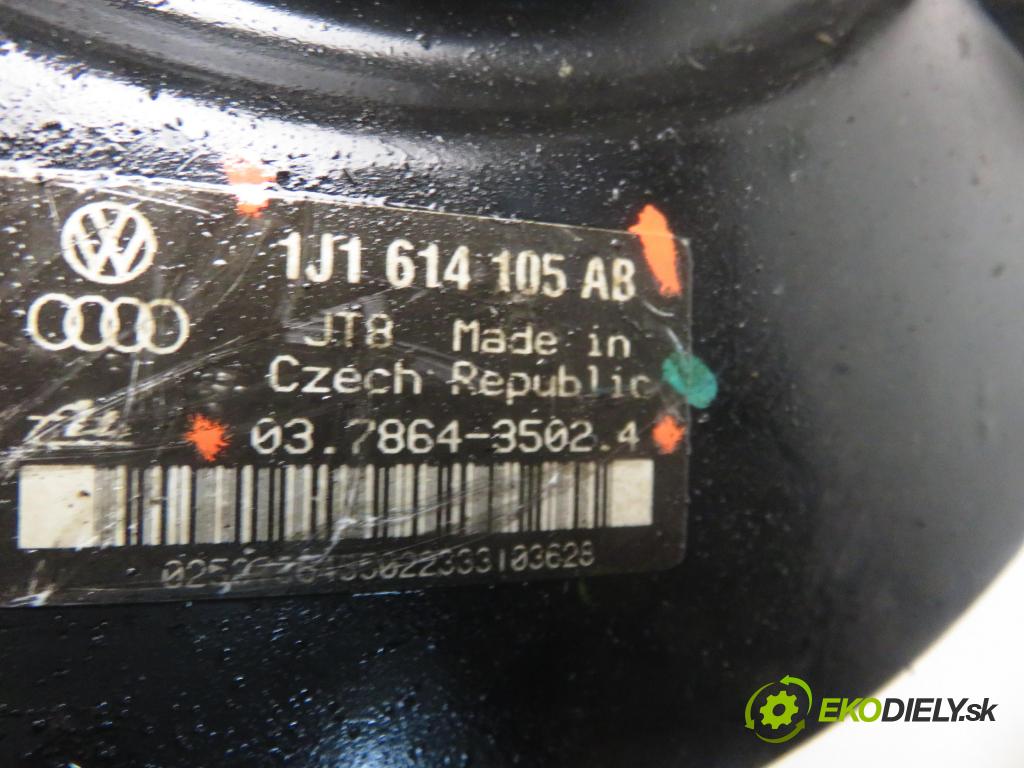 1J1 614 105 AB
JT8 Made in
Czech Republic
03.7864-3502.4
EKODIELY.sk